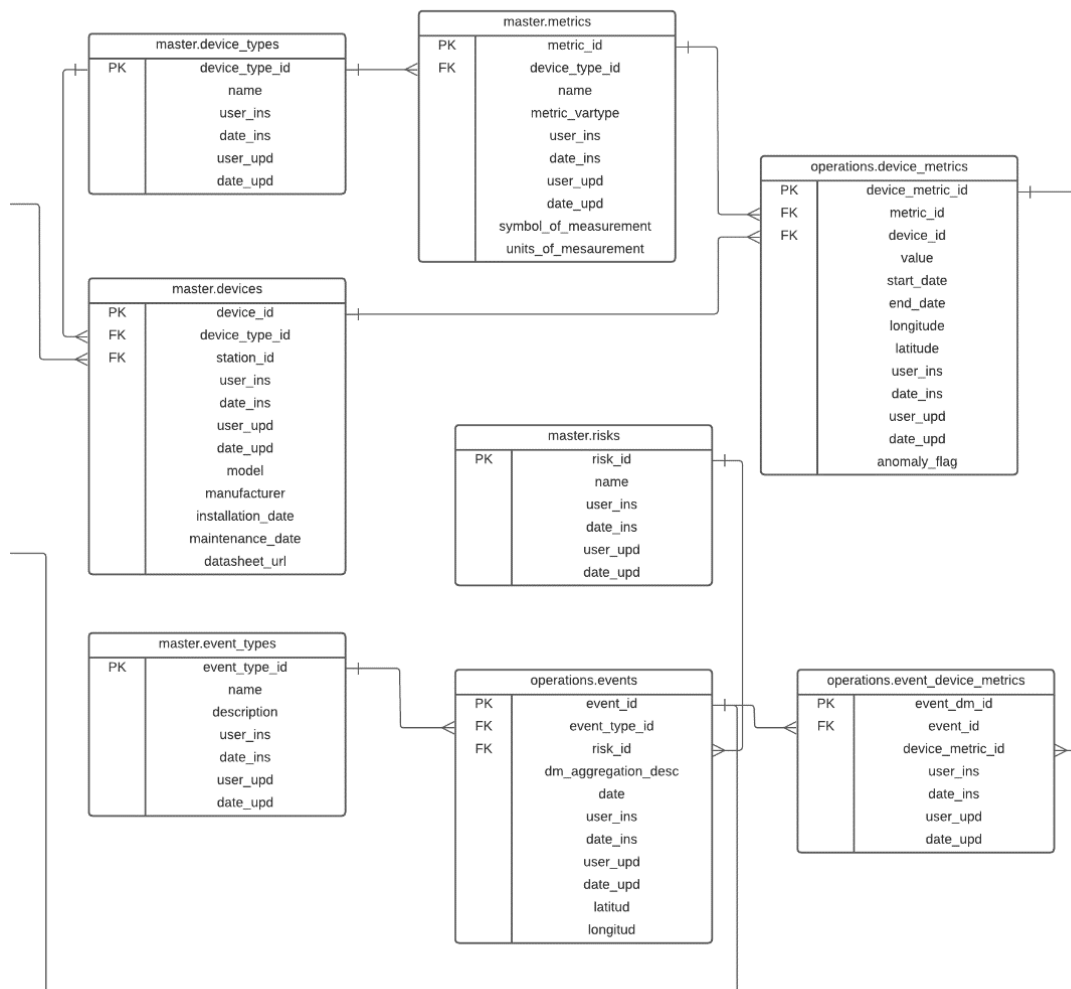 master.device_types
PK device_type_id
name
user_ins
date_ins
user_upd
date_upd
master.metrics
PK metric_id
FK device_type_id
name
metric_vartype
user_ins
date_ins
user_upd
date_upd
symbol_of_measurement
units_of_mesaurement
operations.device_metrics
PK device_metric_id
FK metric_id
FK device_id
value
start_date
end_date
longitude
latitude
user_ins
date_ins
user_upd
date_upd
anomaly_flag
master.devices
PK device_id
FK device_type_id
FK station_id
user_ins
date_ins
user_upd
date_upd
model
manufacturer
installation_date
maintenance_date
datasheet_url
master.risks
PK risk_id
name
user_ins
date_ins
user_upd
date_upd
master.event_types
PK event_type_id
name
description
user_ins
date_ins
user_upd
date_upd
operations.events
PK event_id
FK event_type_id
FK risk_id
dm_aggregation_desc
date
user_ins
date_ins
user_upd
date_upd
latitud
longitud
operations.event_device_metrics
PK event_dm_id
FK event_id
device_metric_id
user_ins
date_ins
user_upd
date_upd